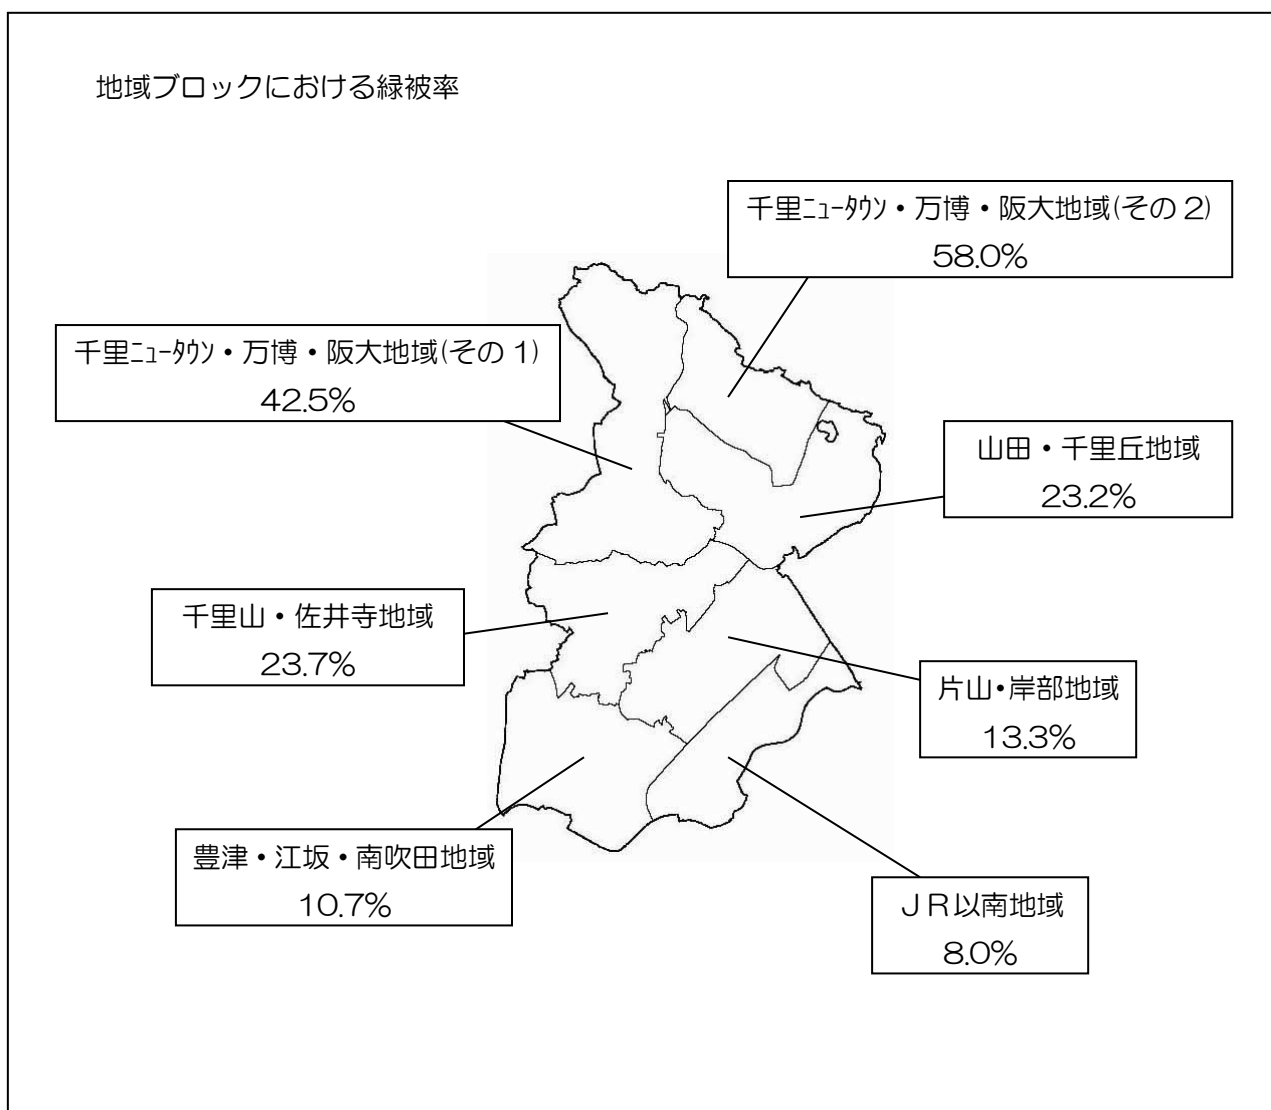 地域ブロックにおける緑被率
千里ﾆｭｰﾀｳﾝ・万博・阪大地域(その２)
58.0%
千里ﾆｭｰﾀｳﾝ・万博・阪大地域(その１)
42.5%
山田・千里丘地域
23.2%
千里山・佐井寺地域
23.7%
片山・岸部地域
13.3%
豊津・江坂・南吹田地域
10.7%
ＪＲ以南地域
8.0%